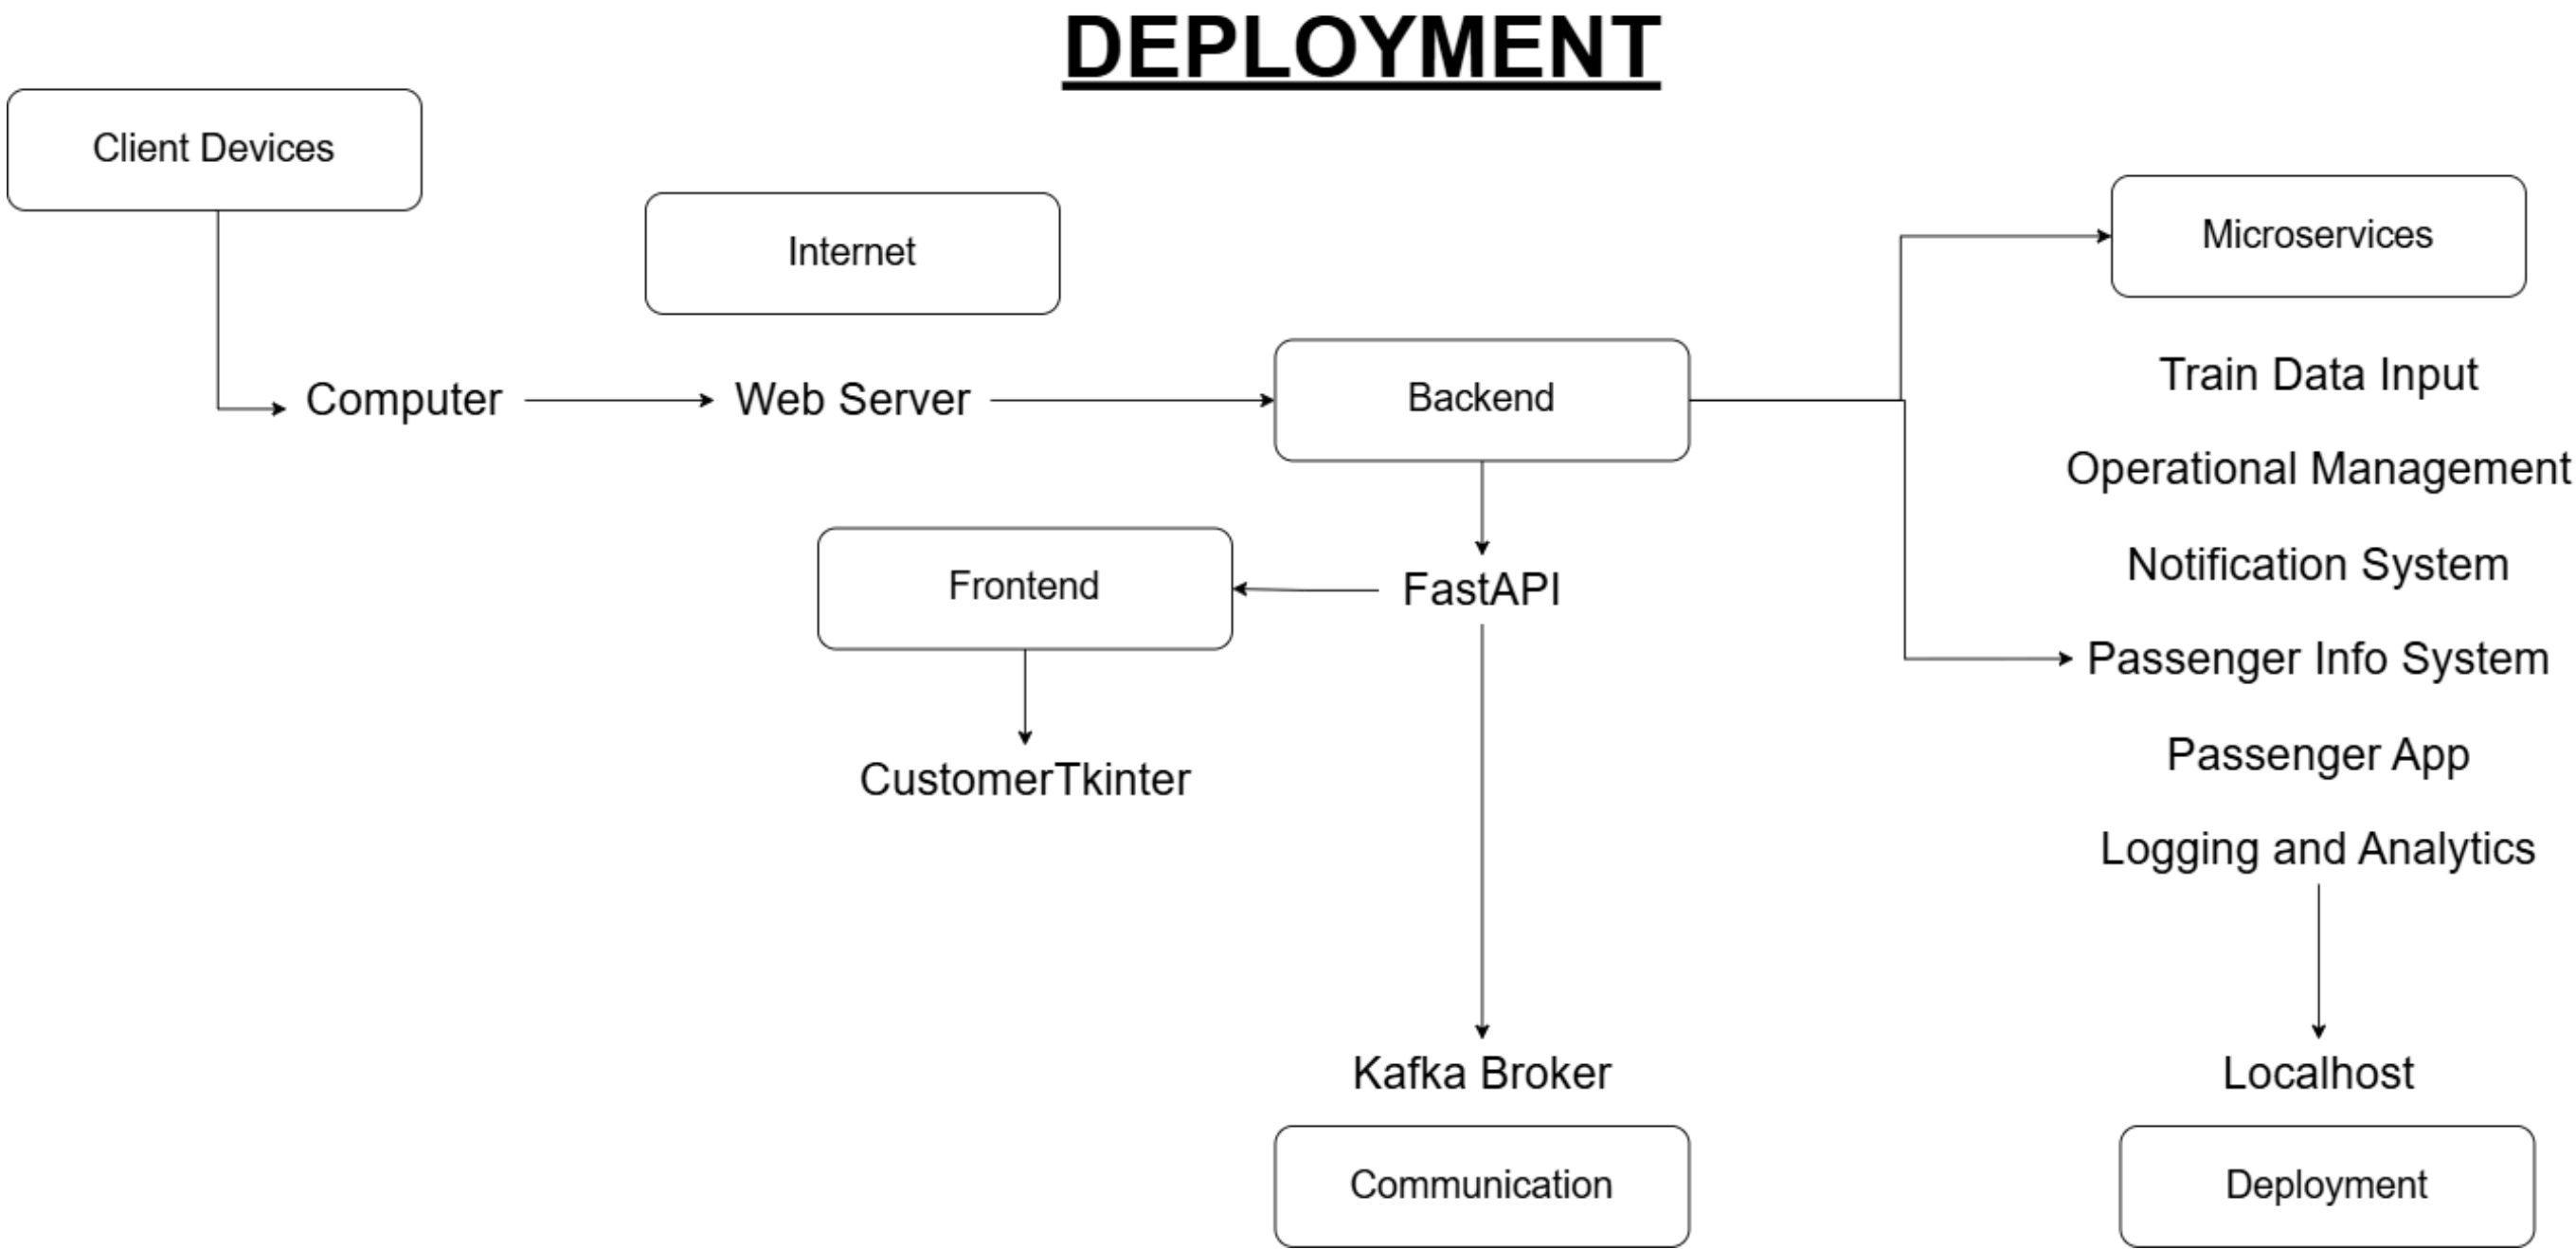 DEPLOYMENT
Client Devices
Internet
Microservices
Computer
Web Server
Backend
Train Data Input
Operational Management
Notification System
Frontend
FastAPI
Passenger Info System
CustomerTkinter
Passenger App
Logging and Analytics
Kafka Broker
Localhost
Communication
Deployment